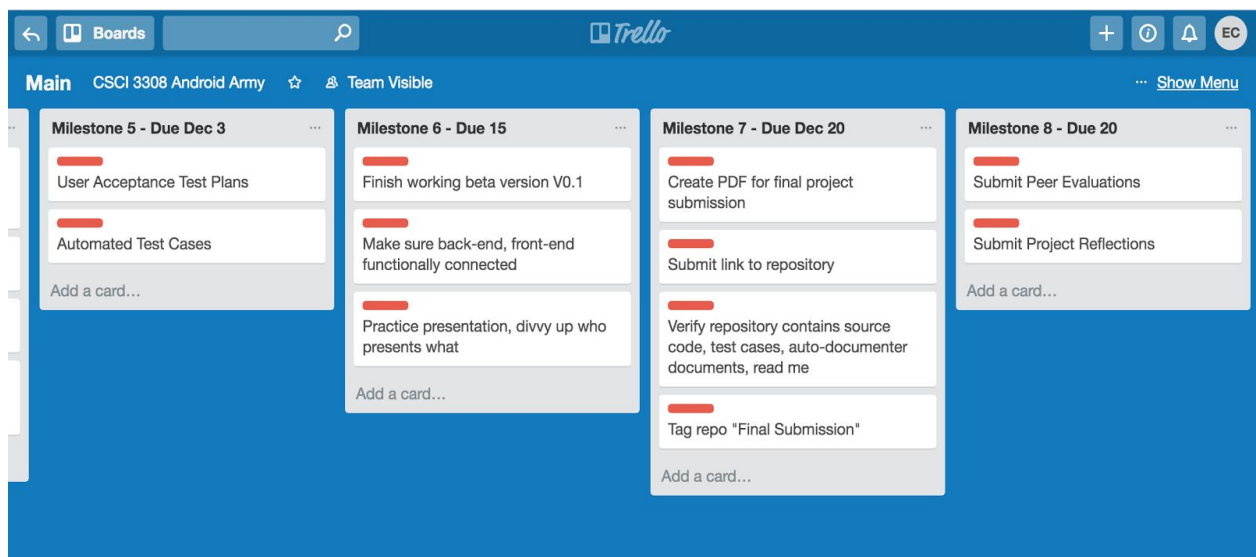 Boards
Trello
EC
Main
CSCI 3308 Android Army
Team Visible
... Show Menu
Milestone 5 - Due Dec 3
User Acceptance Test Plans
Automated Test Cases
Add a card...
Milestone 6 - Due 15
Finish working beta version V0.1
Make sure back-end, front-end
functionally connected
Practice presentation, divvy up who
presents what
Add a card...
Milestone 7 - Due Dec 20
Create PDF for final project
submission
Submit link to repository
Verify repository contains source
code, test cases, auto-documenter
documents, read me
Tag repo "Final Submission"
Add a card...
Milestone 8 - Due 20
Submit Peer Evaluations
Submit Project Reflections
Add a card...